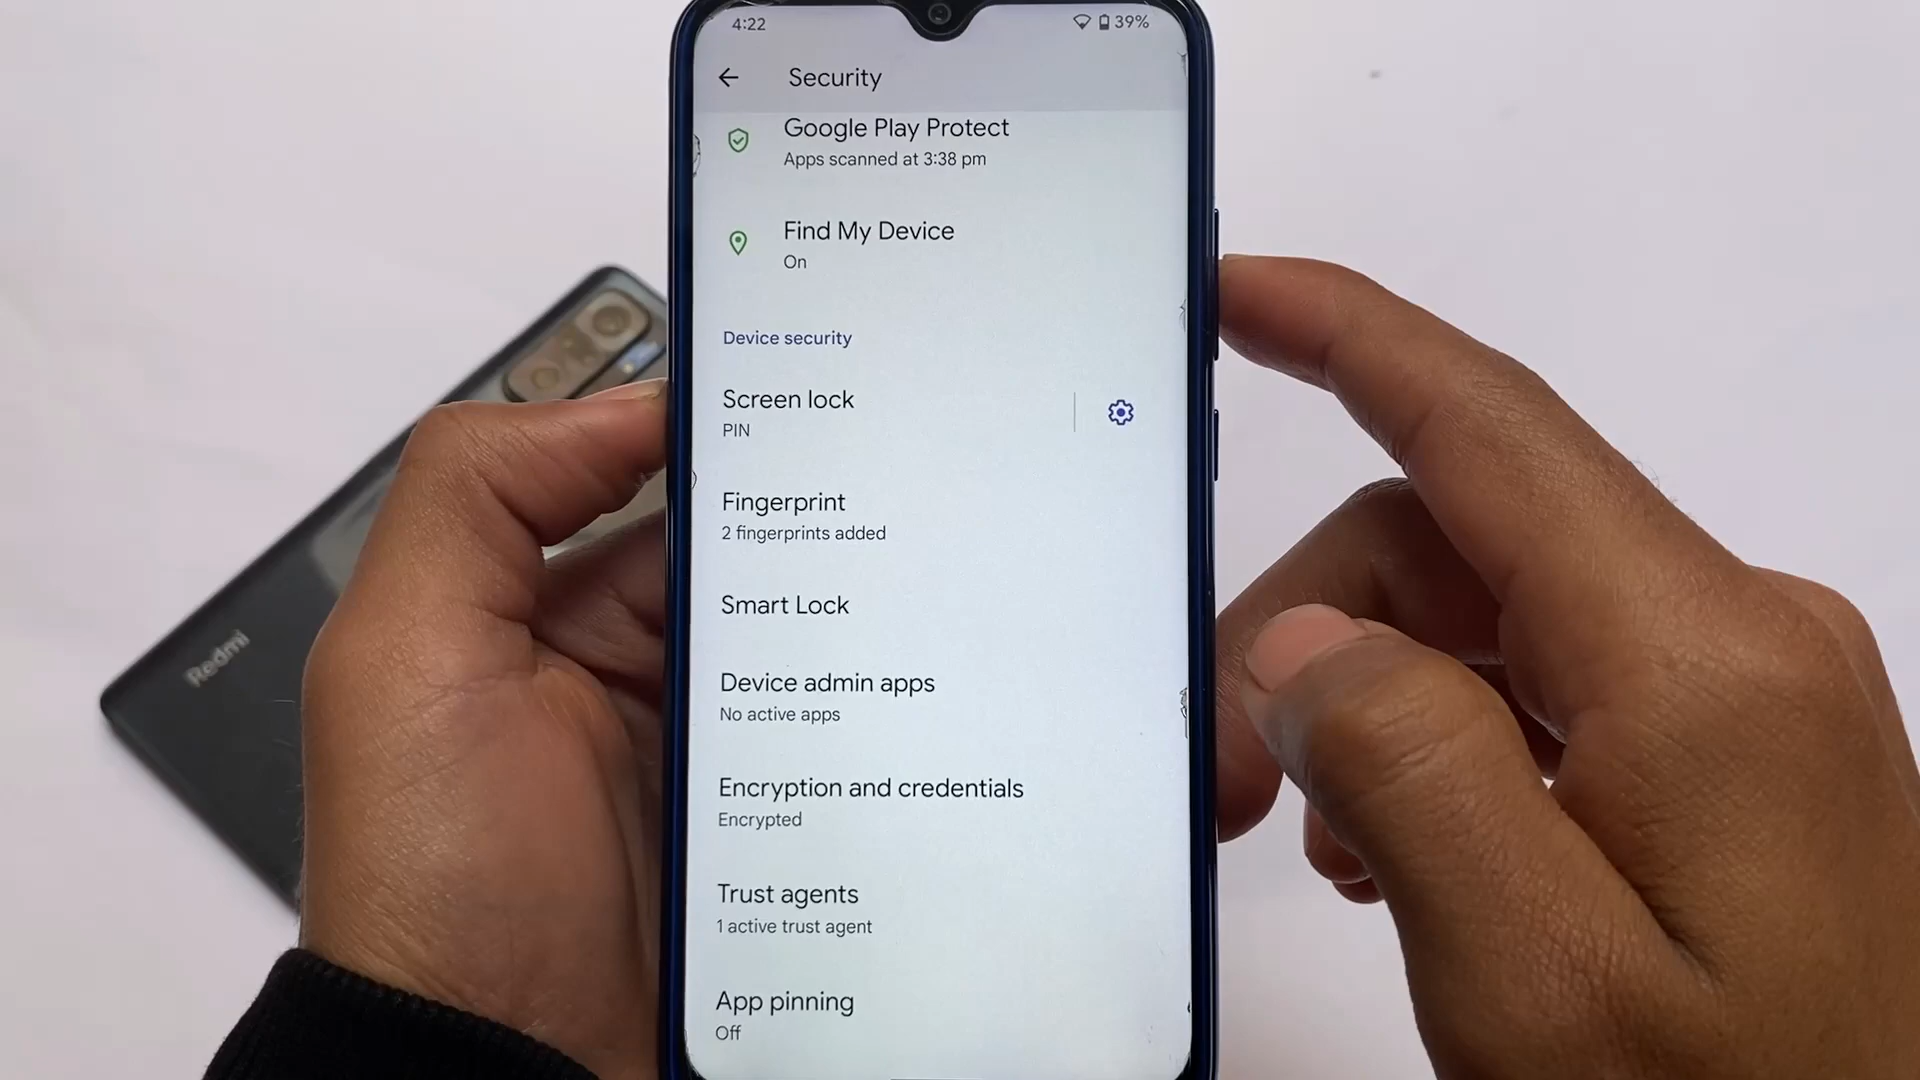 4:22
39%
Security
Google Play Protect
Apps scanned at 3:38 pm
Find My Device
On
Device security
Screen lock
PIN
Fingerprint
2 fingerprints added
Smart Lock
Device admin apps
No active apps
Encryption and credentials
Encrypted
Trust agents
1 active trust agent
App pinning
Off
Redmi